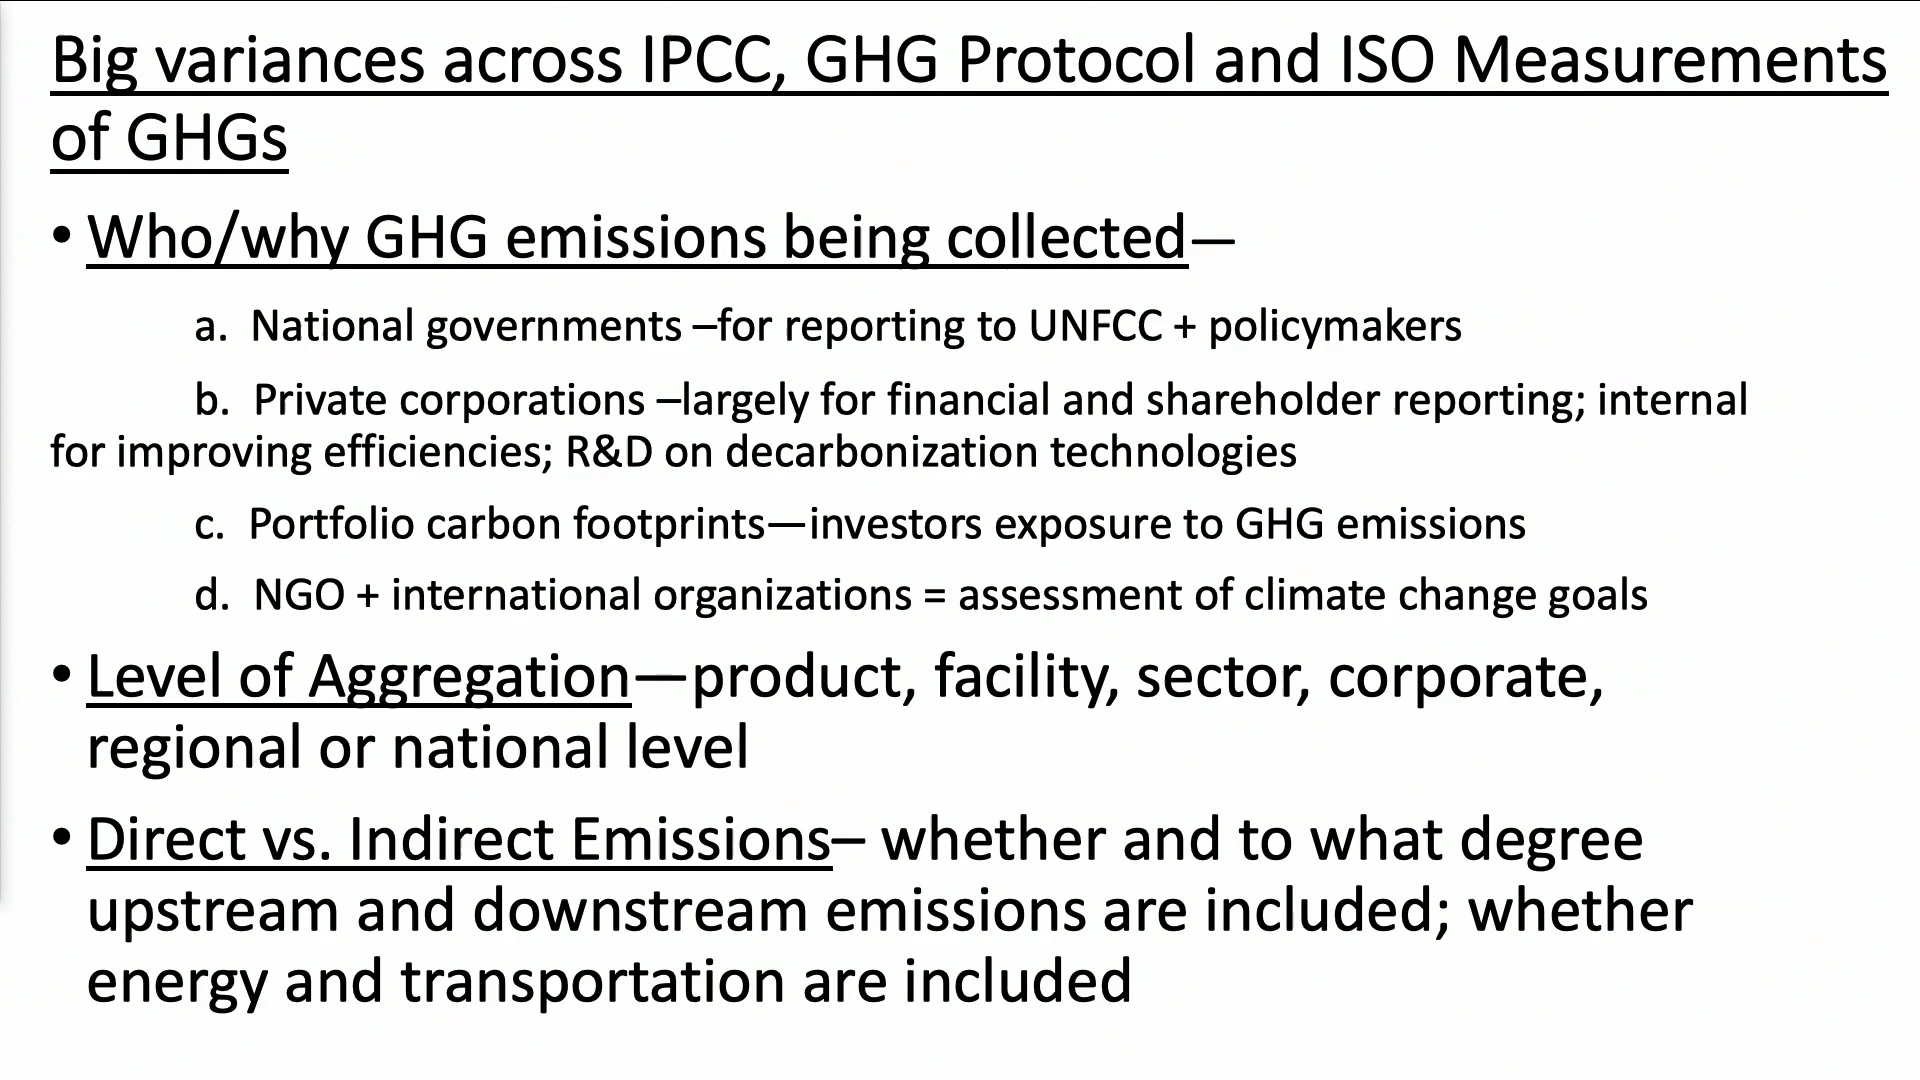 Big variances across IPCC, GHG Protocol and ISO Measurements
of GHGs
• Who/why GHG emissions being collected—
a. National governments –for reporting to UNFCC + policymakers
b. Private corporations –largely for financial and shareholder reporting; internal
for improving efficiencies; R&D on decarbonization technologies
c. Portfolio carbon footprints—investors exposure to GHG emissions
d. NGO + international organizations = assessment of climate change goals
• Level of Aggregation—product, facility, sector, corporate,
regional or national level
• Direct vs. Indirect Emissions– whether and to what degree
upstream and downstream emissions are included; whether
energy and transportation are included